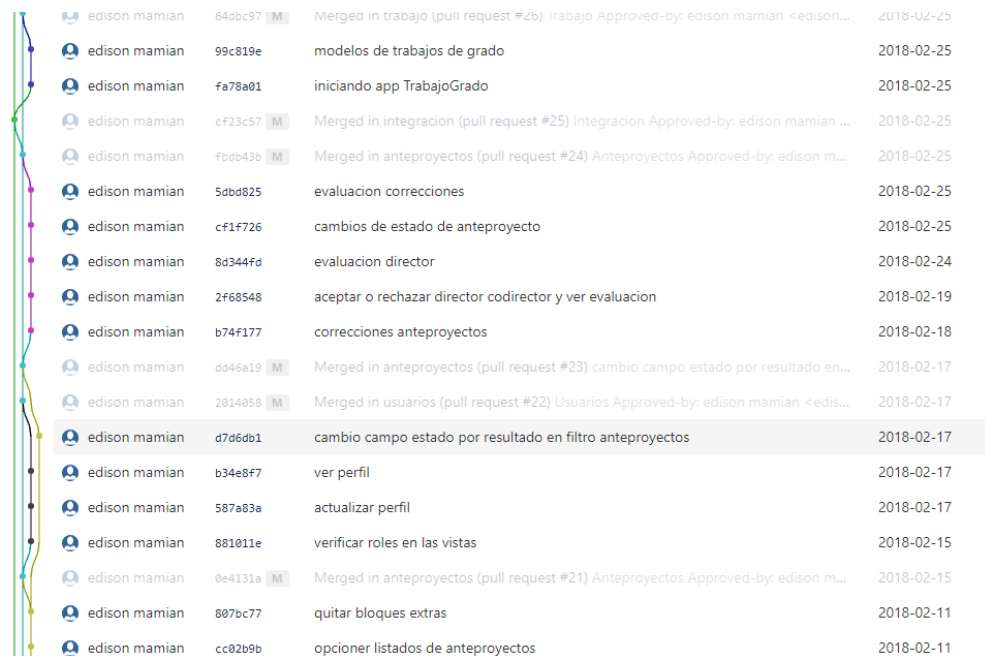 edison mamian 64dbc97 M Merged in trabajo (pull request #26) Trabajo Approved-by: edison mamian <edison... 2018-02-25
edison mamian 99c819e modelos de trabajos de grado 2018-02-25
edison mamian fa78a01 iniciando app TrabajoGrado 2018-02-25
edison mamian cf23c57 M Merged in integracion (pull request #25) Integracion Approved-by: edison mamian ... 2018-02-25
edison mamian fbdb43b M Merged in anteproyectos (pull request #24) Anteproyectos Approved-by: edison m... 2018-02-25
edison mamian 5dbd825 evaluacion correcciones 2018-02-25
edison mamian cf1f726 cambios de estado de anteproyecto 2018-02-25
edison mamian 8d344fd evaluacion director 2018-02-24
edison mamian 2f68548 aceptar o rechazar director codirector y ver evaluacion 2018-02-19
edison mamian b74f177 correcciones anteproyectos 2018-02-18
edison mamian dd46a19 M Merged in anteproyectos (pull request #23) cambio campo estado por resultado en... 2018-02-17
edison mamian 2014058 M Merged in usuarios (pull request #22) Usuarios Approved-by: edison mamian <edis... 2018-02-17
edison mamian d7d6db1 cambio campo estado por resultado en filtro anteproyectos 2018-02-17
edison mamian b34e8f7 ver perfil 2018-02-17
edison mamian 587a83a actualizar perfil 2018-02-17
edison mamian 881011e verificar roles en las vistas 2018-02-15
edison mamian 0e4131a M Merged in anteproyectos (pull request #21) Anteproyectos Approved-by: edison m... 2018-02-15
edison mamian 807bc77 quitar bloques extras 2018-02-11
edison mamian cc02b9b opcioner listados de anteproyectos 2018-02-11